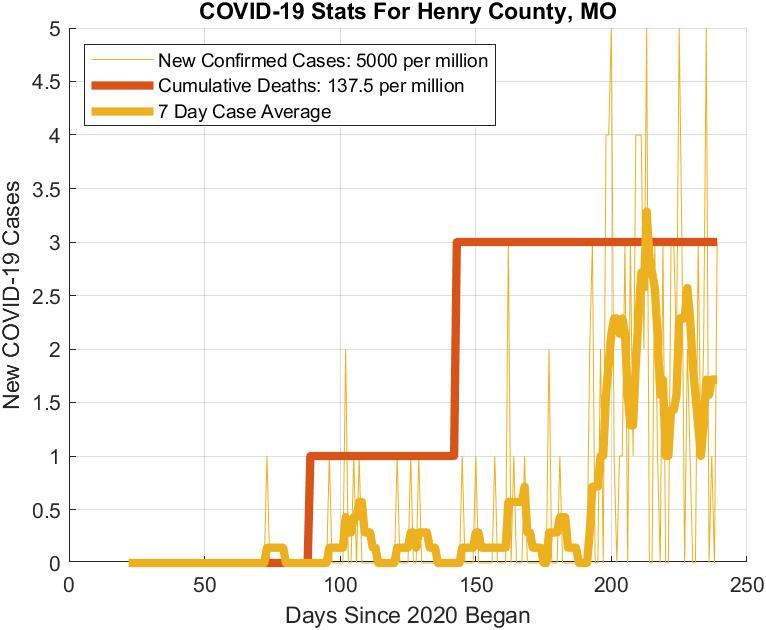 COVID-19 Stats For Henry County, MO
New Confirmed Cases: 5000 per million
Cumulative Deaths: 137.5 per million
7 Day Case Average
New COVID-19 Cases
5
4.5
4
3.5
3
2.5
2
1.5
1
0.5
0
0 50 100 150 200 250
Days Since 2020 Began